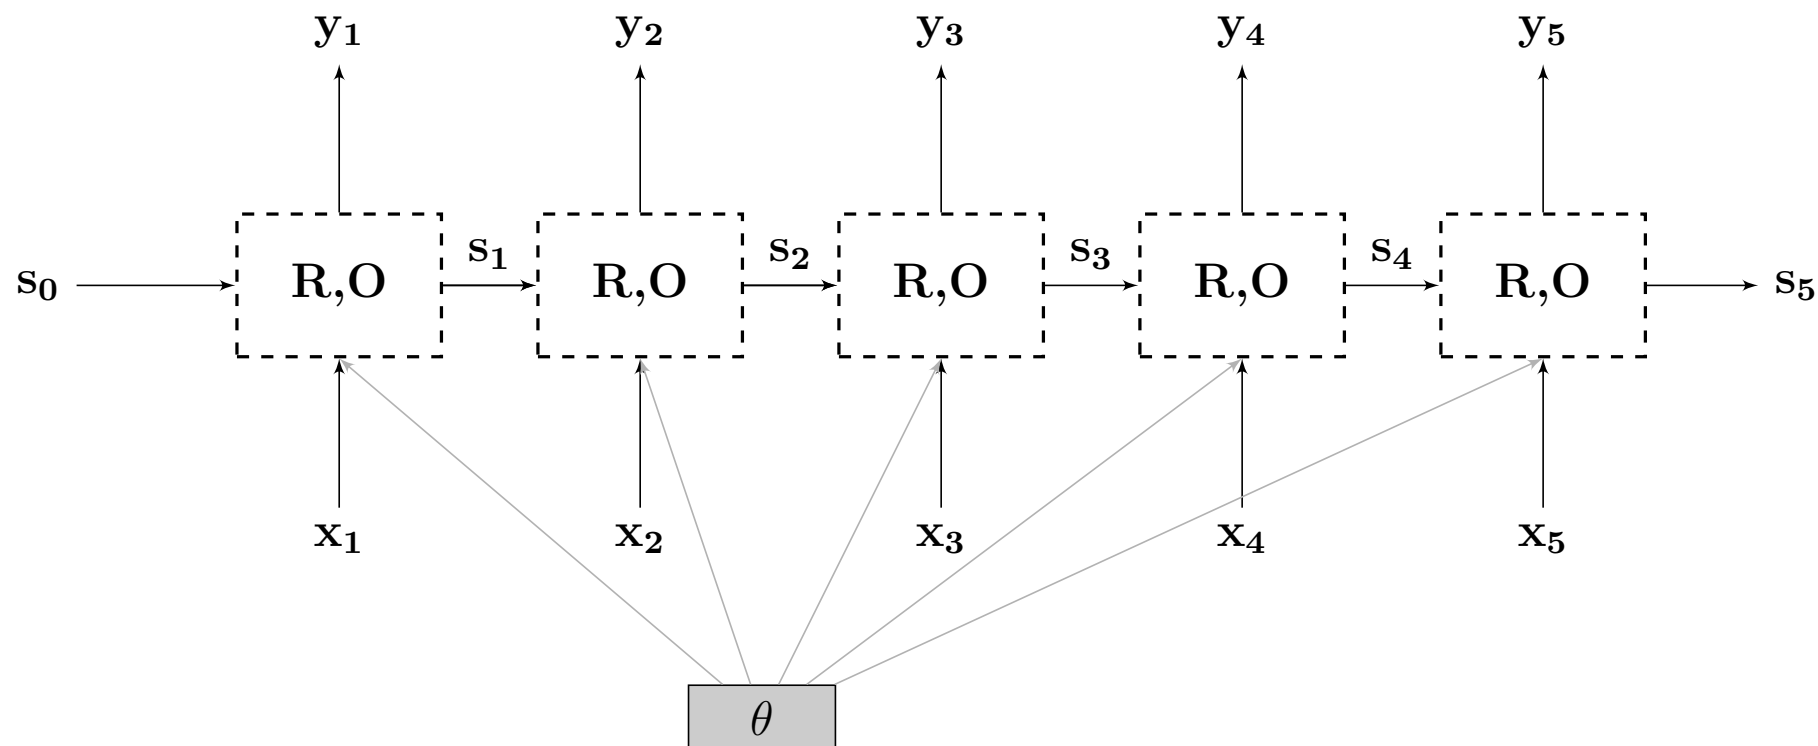 y₁ y₂ y₃ y₄ y₅
s₀ R,O s₁ R,O s₂ R,O s₃ R,O s₄ R,O s₅
x₁ x₂ x₃ x₄ x₅
θ